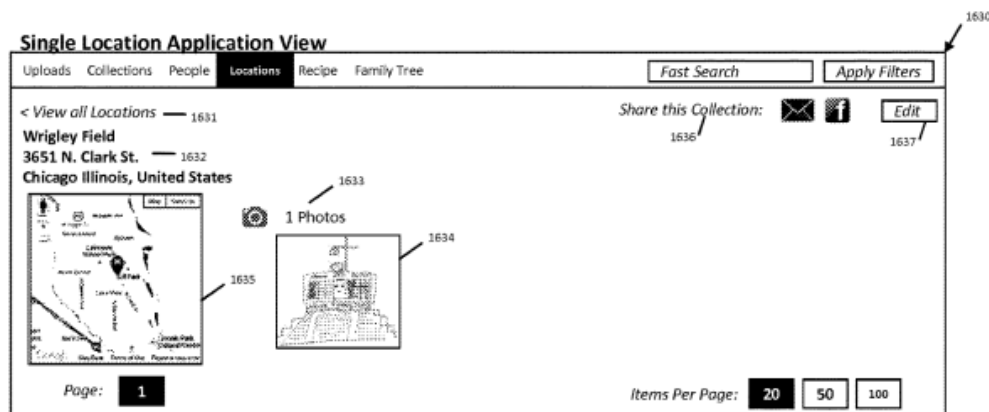 1630
Single Location Application View
Uploads Collections People Locations Recipe Family Tree Fast Search Apply Filters
< View all Locations 1631 Share this Collection: f Edit
1636 1637
Wrigley Field
3651 N. Clark St. 1632
Chicago Illinois, United States
1633
1 Photos
1634
1635
Page: 1 Items Per Page: 20 50 100